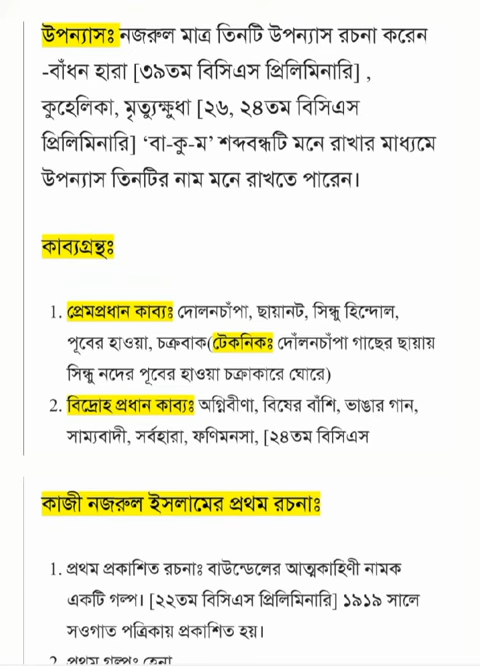 উপন্যাসঃ নজরুল মাত্র তিনটি উপন্যাস রচনা করেন
-বাঁধন হারা [৩৯তম বিসিএস প্রিলিমিনারি] ,
কুহেলিকা, মৃত্যুক্ষুধা [২৬, ২৪তম বিসিএস
প্রিলিমিনারি] ‘বা-কু-ম’ শব্দবন্ধটি মনে রাখার মাধ্যমে
উপন্যাস তিনটির নাম মনে রাখতে পারেন।
কাব্যগ্রন্থঃ
1. প্রেমপ্রধান কাব্যঃ দোলনচাঁপা, ছায়ানট, সিন্ধু হিন্দোল,
পূবের হাওয়া, চক্রবাক(টেকনিকঃ দোঁলনচাঁপা গাছের ছায়ায়
সিন্ধু নদের পূবের হাওয়া চক্রাকারে ঘোরে)
2. বিদ্রোহ প্রধান কাব্যঃ অগ্নিবীণা, বিষের বাঁশি, ভাঙার গান,
সাম্যবাদী, সর্বহারা, ফণিমনসা, [২৪তম বিসিএস
কাজী নজরুল ইসলামের প্রথম রচনাঃ
1. প্রথম প্রকাশিত রচনাঃ বাউন্ডেলের আত্মকাহিণী নামক
একটি গল্প। [২২তম বিসিএস প্রিলিমিনারি] ১৯১৯ সালে
সওগাত পত্রিকায় প্রকাশিত হয়।
2. প্রথম গল্পঃ হেনা